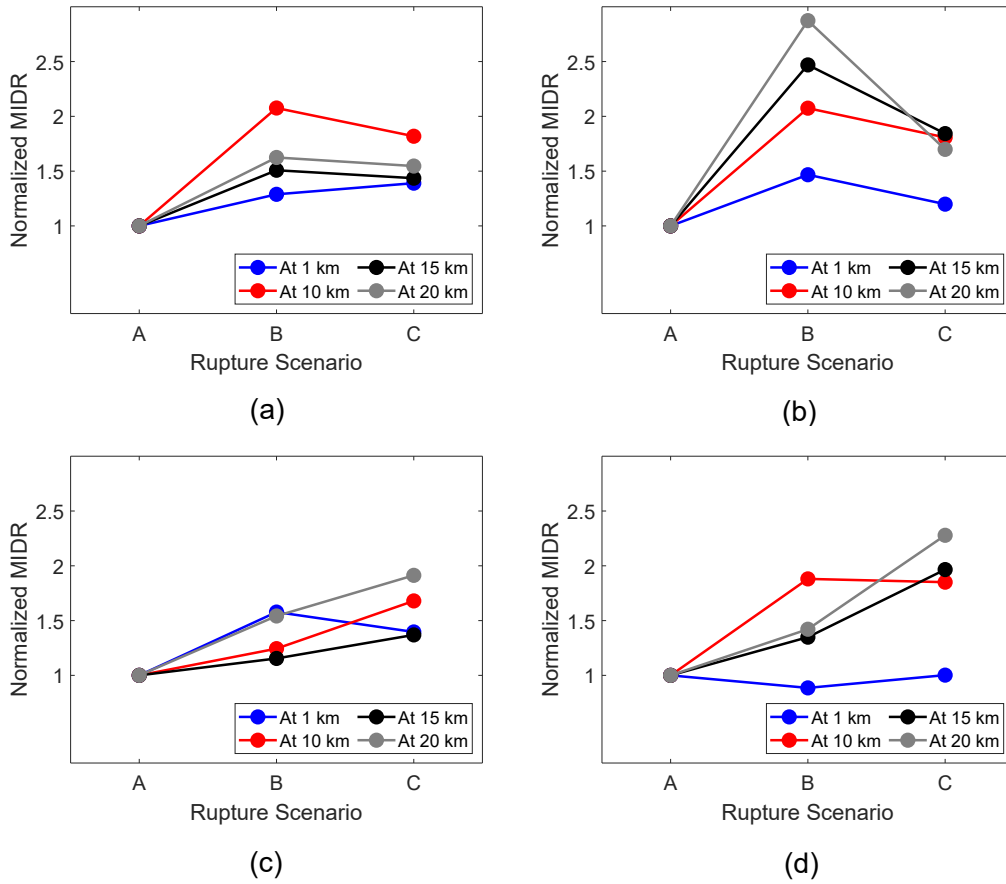 Normalized MIDR
2.5
2
1.5
1
At 1 km At 15 km
At 10 km At 20 km
A B C
Rupture Scenario
(a)
Normalized MIDR
2.5
2
1.5
1
At 1 km At 15 km
At 10 km At 20 km
A B C
Rupture Scenario
(b)
Normalized MIDR
2.5
2
1.5
1
At 1 km At 15 km
At 10 km At 20 km
A B C
Rupture Scenario
(c)
Normalized MIDR
2.5
2
1.5
1
At 1 km At 15 km
At 10 km At 20 km
A B C
Rupture Scenario
(d)